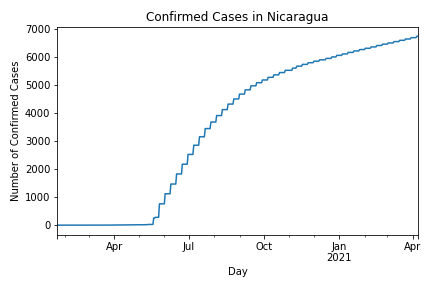 Confirmed Cases in Nicaragua
7000
6000
5000
4000
3000
2000
1000
0
Number of Confirmed Cases
Apr Jul Oct Jan Apr
2021
Day